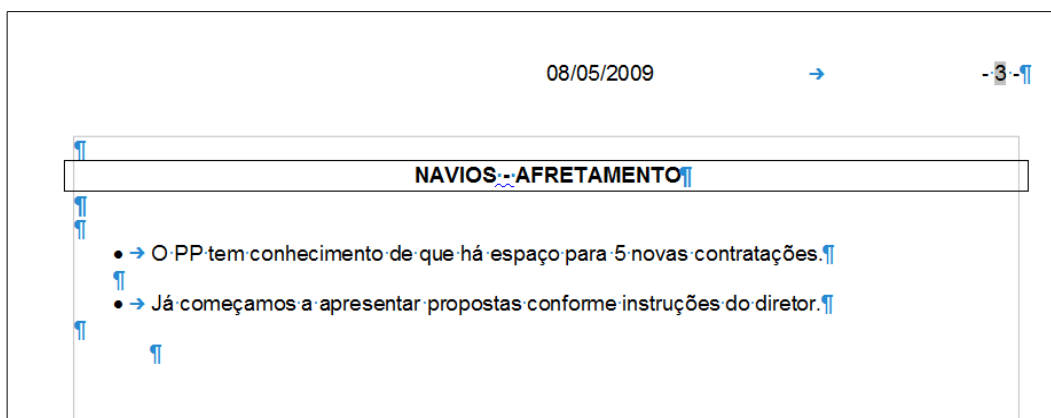 08/05/2009 - 3 -
NAVIOS - AFRETAMENTO
• O PP tem conhecimento de que há espaço para 5 novas contratações.
• Já começamos a apresentar propostas conforme instruções do diretor.